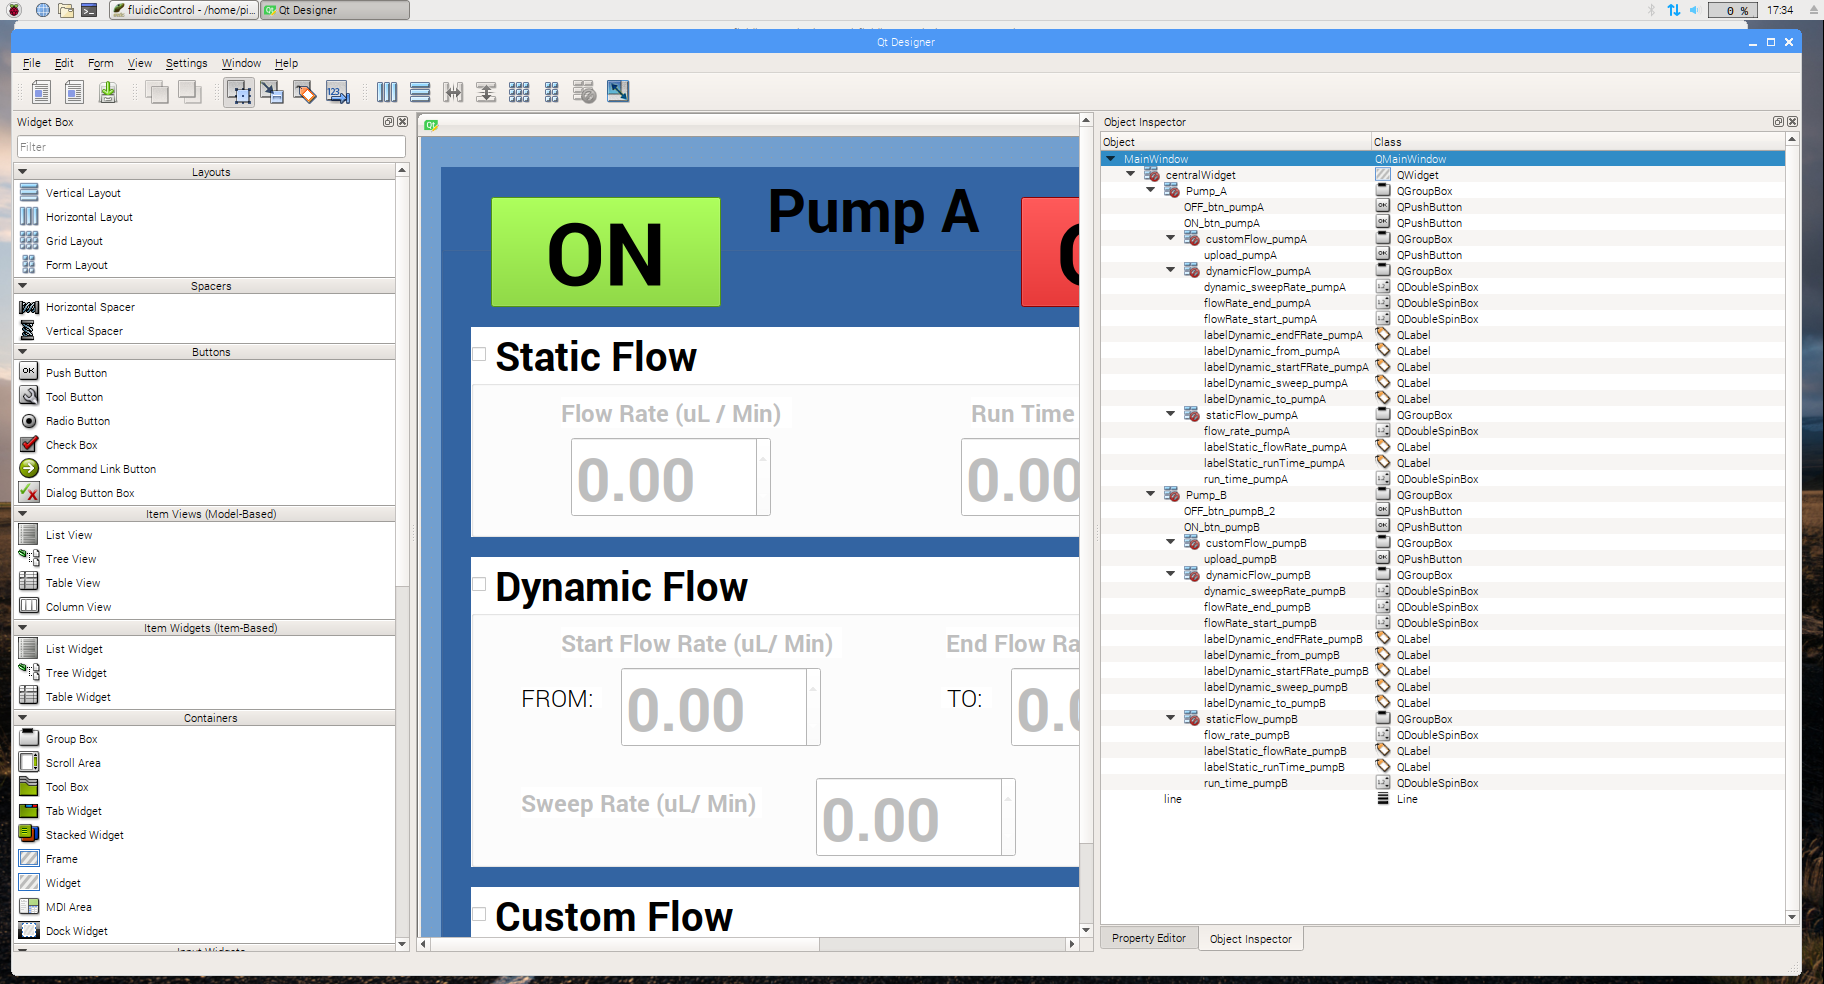 fluidicControl - /home/pi...
Qt Designer
0 %
17:34
Qt Designer
File Edit Form View Settings Window Help
Widget Box
Filter
Layouts
Vertical Layout
Horizontal Layout
Grid Layout
Form Layout
Spacers
Horizontal Spacer
Vertical Spacer
Buttons
Push Button
Tool Button
Radio Button
Check Box
Command Link Button
Dialog Button Box
Item Views (Model-Based)
List View
Tree View
Table View
Column View
Item Widgets (Item-Based)
List Widget
Tree Widget
Table Widget
Containers
Group Box
Scroll Area
Tool Box
Tab Widget
Stacked Widget
Frame
Widget
MDI Area
Dock Widget
Input Widgets
ON
Pump A
Static Flow
Flow Rate (uL / Min)
Run Time
0.00
0.00
Dynamic Flow
Start Flow Rate (uL/ Min)
End Flow Ra
FROM:
0.00
TO:
0.0
Sweep Rate (uL/ Min)
0.00
Custom Flow
Object Inspector
Object Class
MainWindow QMainWindow
centralWidget QWidget
Pump_A QGroupBox
OFF_btn_pumpA QPushButton
ON_btn_pumpA QPushButton
customFlow_pumpA QGroupBox
upload_pumpA QPushButton
dynamicFlow_pumpA QGroupBox
dynamic_sweepRate_pumpA QDoubleSpinBox
flowRate_end_pumpA QDoubleSpinBox
flowRate_start_pumpA QDoubleSpinBox
labelDynamic_endFRate_pumpA QLabel
labelDynamic_from_pumpA QLabel
labelDynamic_startFRate_pumpA QLabel
labelDynamic_sweep_pumpA QLabel
labelDynamic_to_pumpA QLabel
staticFlow_pumpA QGroupBox
flow_rate_pumpA QDoubleSpinBox
labelStatic_flowRate_pumpA QLabel
labelStatic_runTime_pumpA QLabel
run_time_pumpA QDoubleSpinBox
Pump_B QGroupBox
OFF_btn_pumpB_2 QPushButton
ON_btn_pumpB QPushButton
customFlow_pumpB QGroupBox
upload_pumpB QPushButton
dynamicFlow_pumpB QGroupBox
dynamic_sweepRate_pumpB QDoubleSpinBox
flowRate_end_pumpB QDoubleSpinBox
flowRate_start_pumpB QDoubleSpinBox
labelDynamic_endFRate_pumpB QLabel
labelDynamic_from_pumpB QLabel
labelDynamic_startFRate_pumpB QLabel
labelDynamic_sweep_pumpB QLabel
labelDynamic_to_pumpB QLabel
staticFlow_pumpB QGroupBox
flow_rate_pumpB QDoubleSpinBox
labelStatic_flowRate_pumpB QLabel
labelStatic_runTime_pumpB QLabel
run_time_pumpB QDoubleSpinBox
line Line
Property Editor
Object Inspector